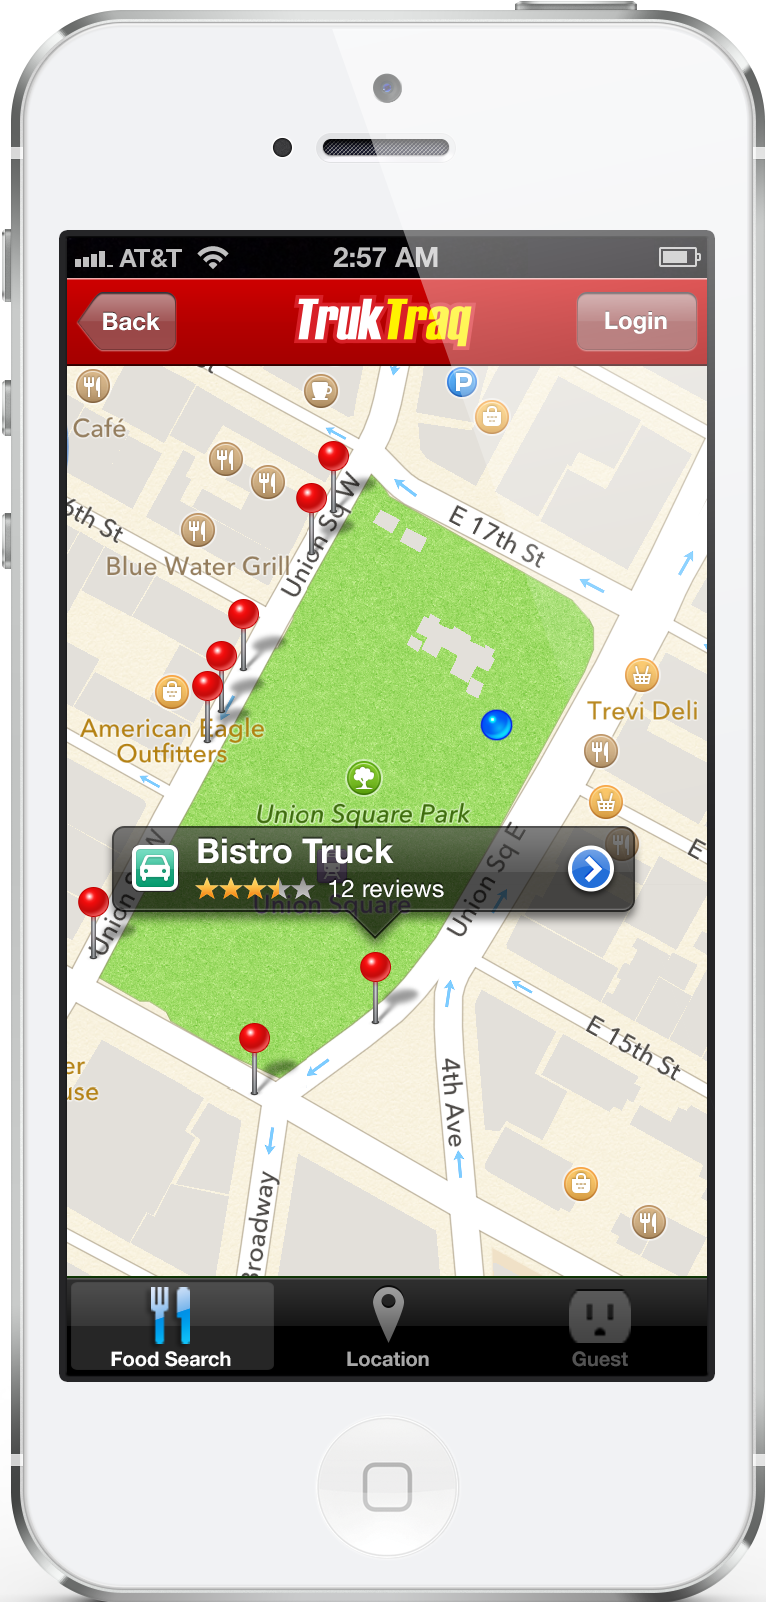 AT&T
2:57 AM
Back
TrukTraq
Login
St
Café
E 17th St
6th St
Union Sq W
Blue Water Grill
Trevi Deli
American Eagle
Outfitters
Union Square Park
Bistro Truck
12 reviews
Union Square
Union Sq E
E
E 15th St
er
use
4th Ave
Broadway
Food Search
Location
Guest